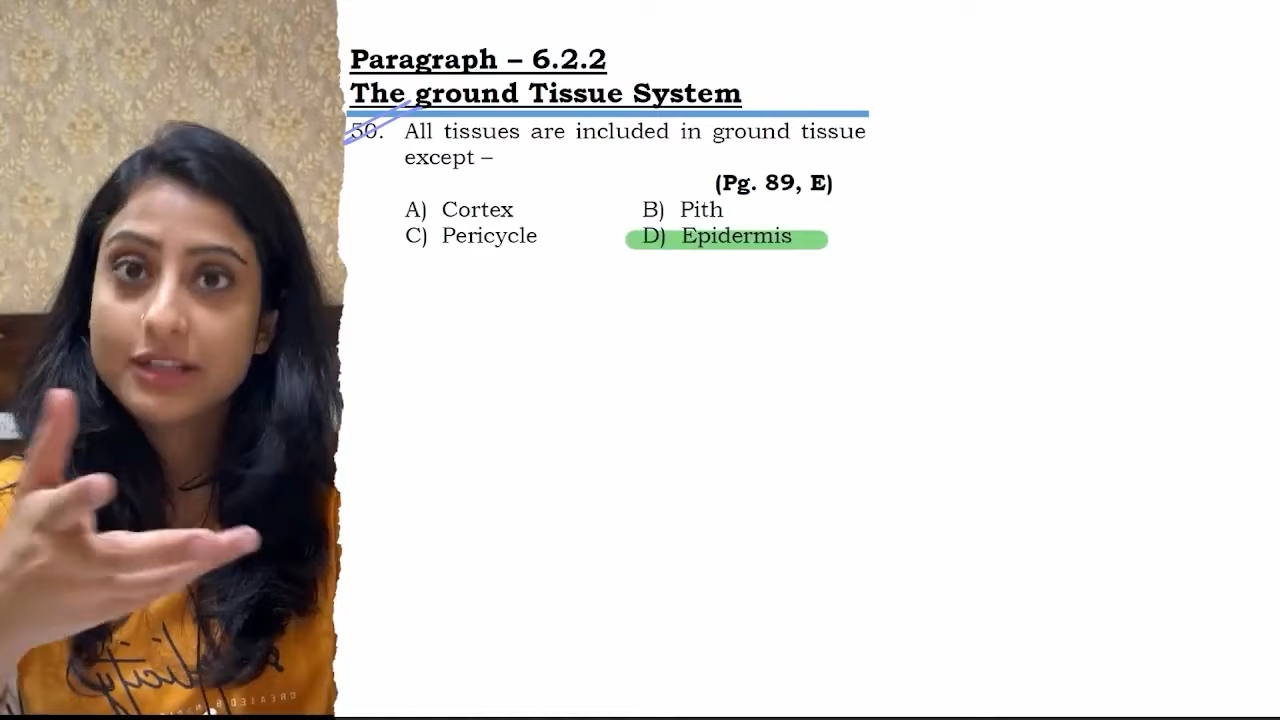 Paragraph – 6.2.2
The ground Tissue System
50. All tissues are included in ground tissue
except –
(Pg. 89, E)
A) Cortex B) Pith
C) Pericycle D) Epidermis